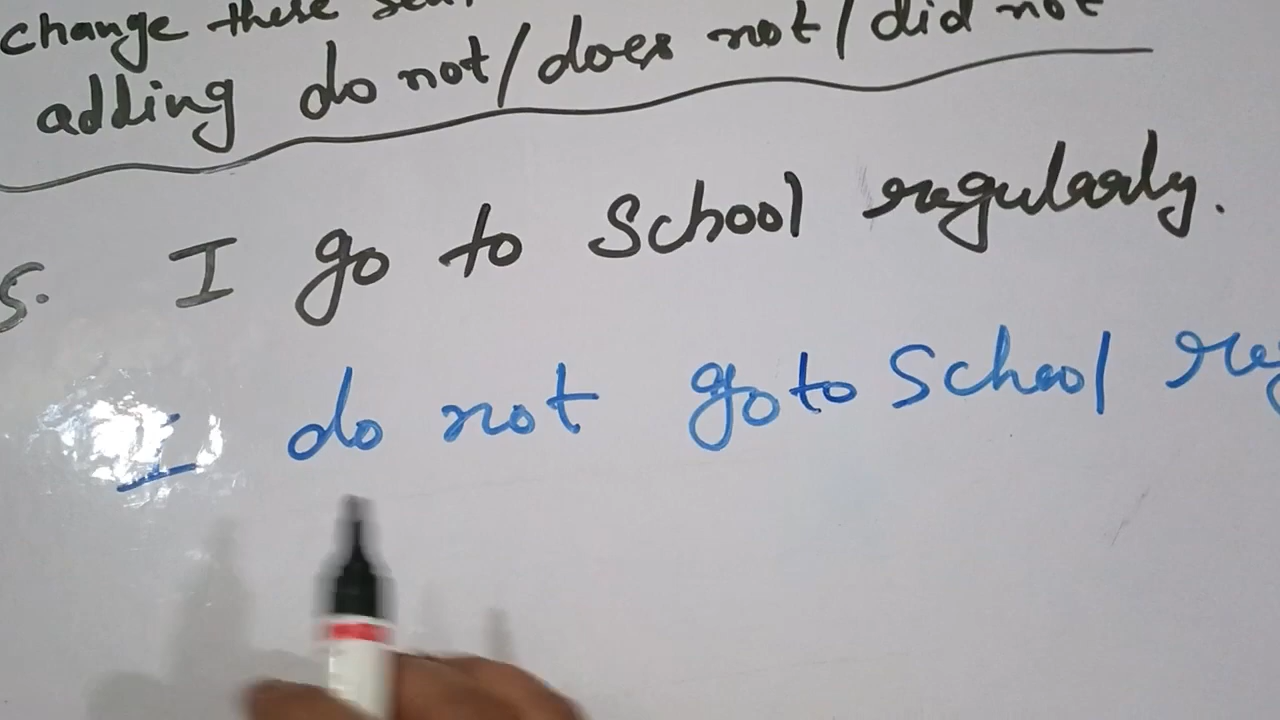 change these
adding do not/does not/did not
5. I go to School regularly.
I do not go to School reg